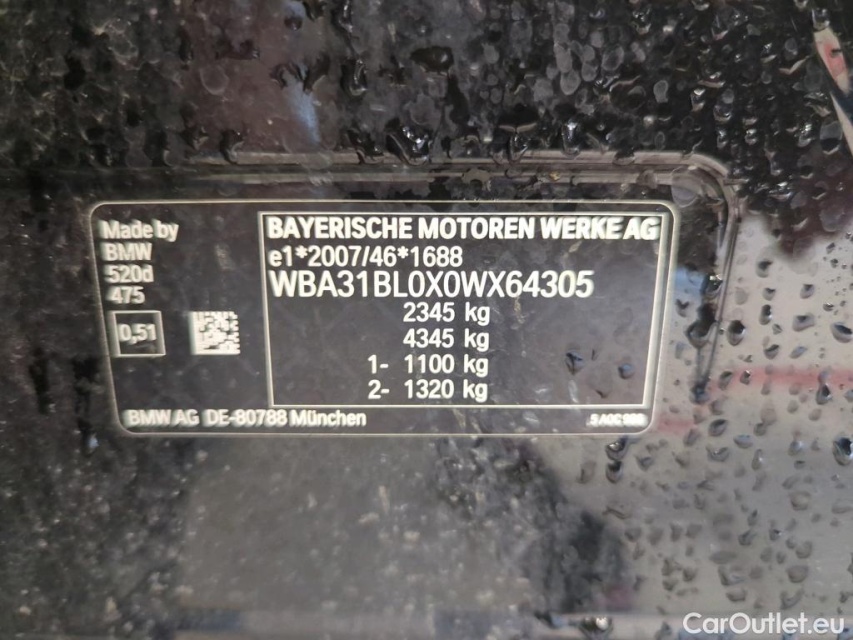 Made by
BMW
520d
475
0,51
BAYERISCHE MOTOREN WERKE AG
e1*2007/46*1688
WBA31BL0X0WX64305
2345 kg
4345 kg
1- 1100 kg
2- 1320 kg
BMW AG DE-80788 München
CarOutlet.eu